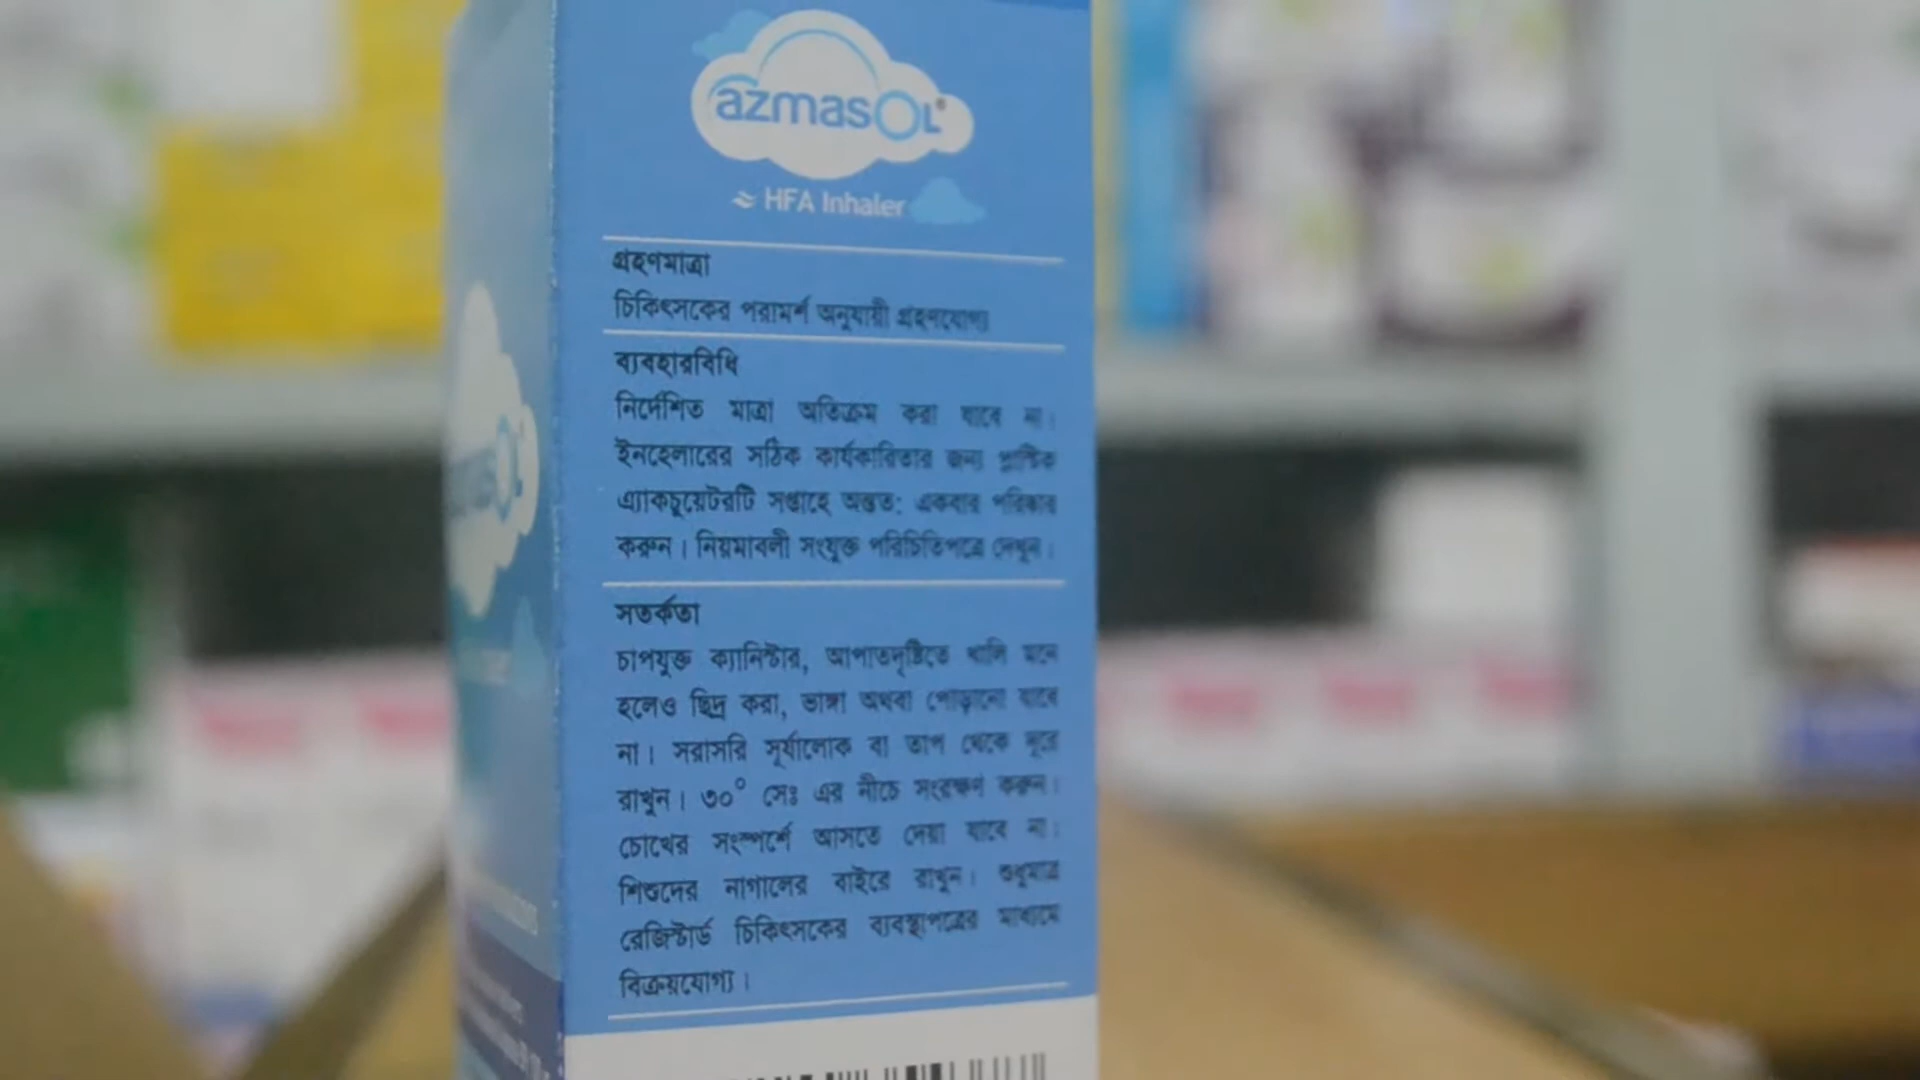 azmasOL®
HFA Inhaler
গ্রহণমাত্রা
চিকিৎসকের পরামর্শ অনুযায়ী গ্রহণযোগ্য
ব্যবহারবিধি
নির্দেশিত মাত্রা অতিক্রম করা যাবে না।
ইনহেলারের সঠিক কার্যকারিতার জন্য প্লাস্টিক
এ্যাকচুয়েটরটি সপ্তাহে অন্তত: একবার পরিষ্কার
করুন। নিয়মাবলী সংযুক্ত পরিচিতিপত্রে দেখুন।
সতর্কতা
চাপযুক্ত ক্যানিস্টার, আপাতদৃষ্টিতে খালি মনে
হলেও ছিদ্র করা, ভাঙ্গা অথবা পোড়ানো যাবে
না। সরাসরি সূর্যালোক বা তাপ থেকে দূরে
রাখুন। ৩০° সেঃ এর নীচে সংরক্ষণ করুন।
চোখের সংস্পর্শে আসতে দেয়া যাবে না।
শিশুদের নাগালের বাইরে রাখুন। শুধুমাত্র
রেজিস্টার্ড চিকিৎসকের ব্যবস্থাপত্রের মাধ্যমে
বিক্রয়যোগ্য।